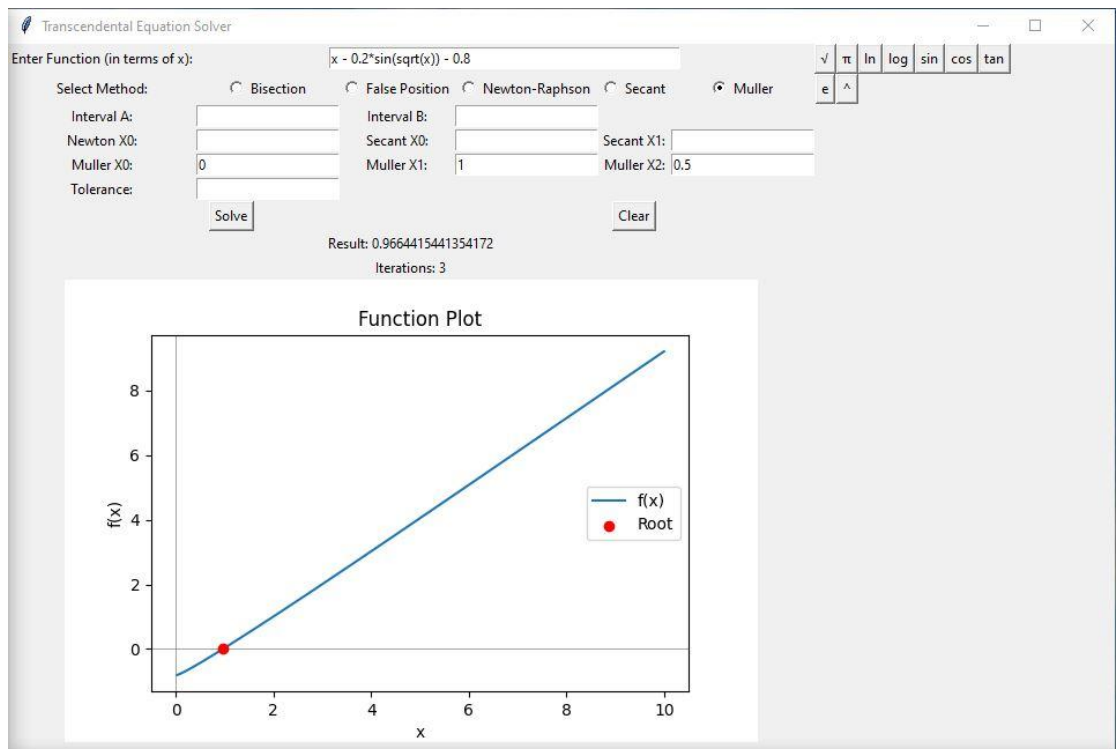 Transcendental Equation Solver
Enter Function (in terms of x): x - 0.2*sin(sqrt(x)) - 0.8 √ π ln log sin cos tan
Select Method: Bisection False Position Newton-Raphson Secant Muller e ^
Interval A: Interval B:
Newton X0: Secant X0: Secant X1:
Muller X0: 0 Muller X1: 1 Muller X2: 0.5
Tolerance:
Solve Clear
Result: 0.9664415441354172
Iterations: 3
Function Plot
8
6
4
2
0
f(x)
f(x)
Root
0 2 4 6 8 10
x